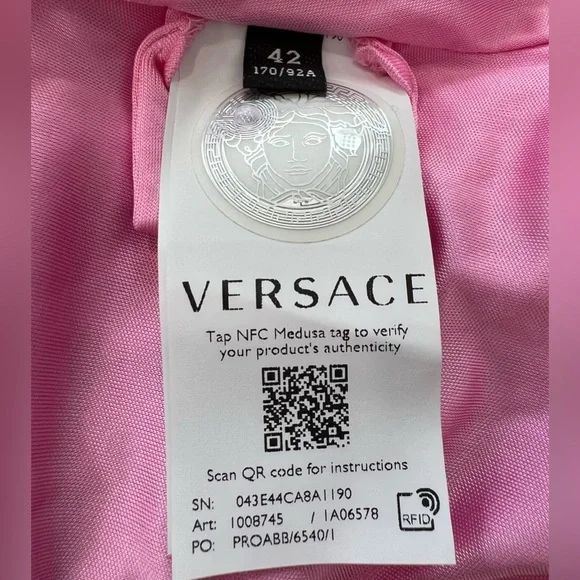 42
170/92A
VERSACE
Tap NFC Medusa tag to verify
your product's authenticity
Scan QR code for instructions
SN: 043E44CA8A1190
Art: 1008745 / 1A06578
PO: PROABB/6540/1
RFID